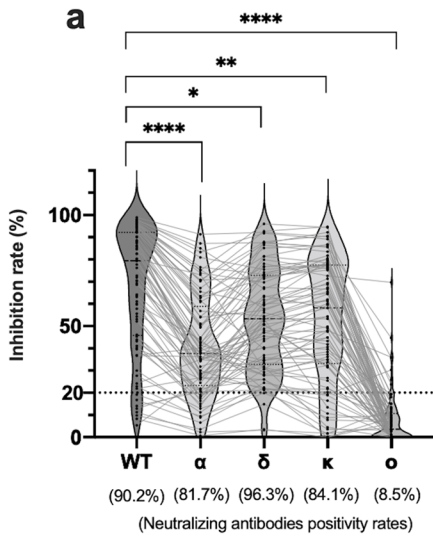 a
****
**
*
****
Inhibition rate (%)
100
50
20
0
WT α δ κ ο
(90.2%) (81.7%) (96.3%) (84.1%) (8.5%)
(Neutralizing antibodies positivity rates)